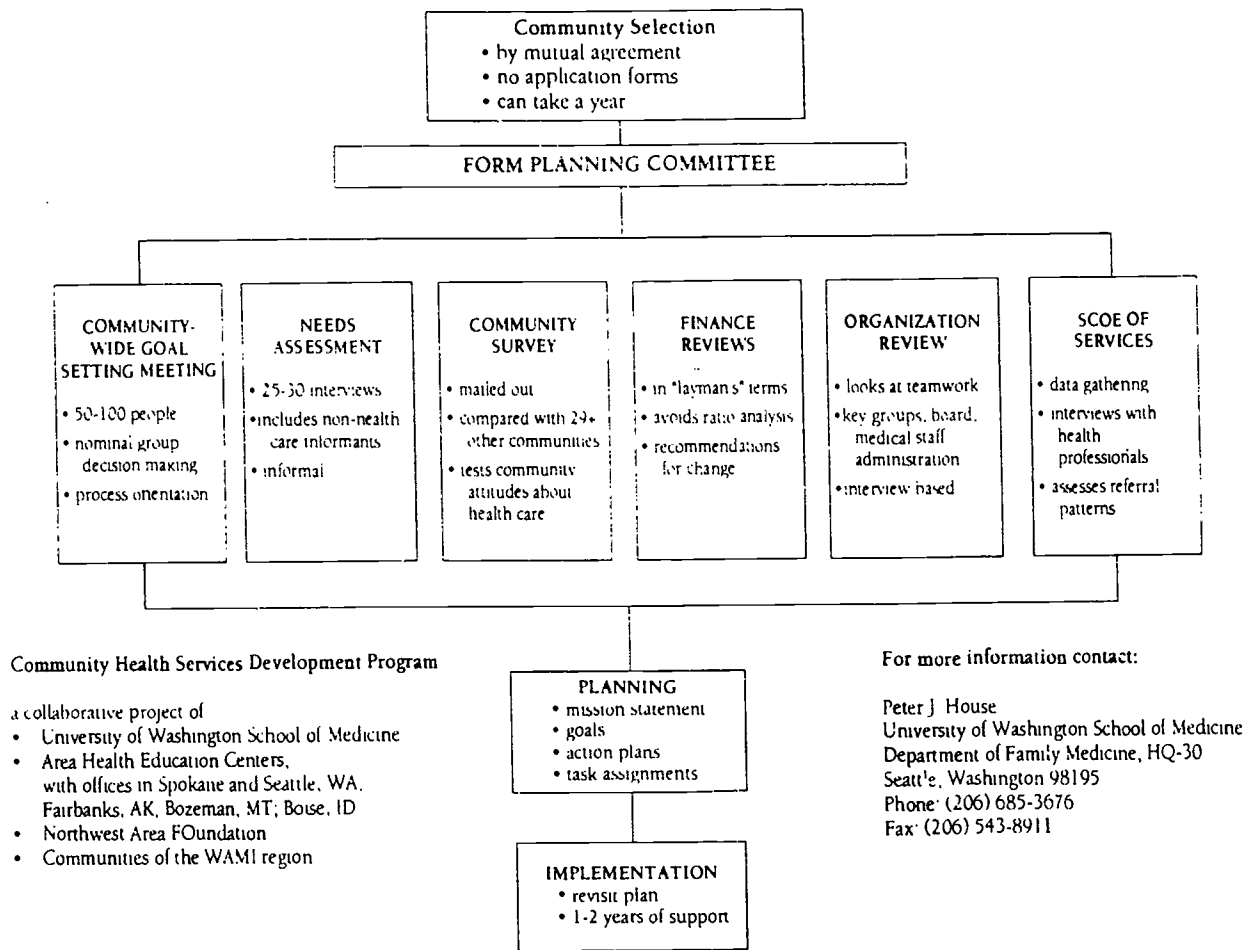 Community Selection
• by mutual agreement
• no application forms
• can take a year
FORM PLANNING COMMITTEE
COMMUNITY-
WIDE GOAL
SETTING MEETING
• 50-100 people
• nominal group
decision making
• process orientation
NEEDS
ASSESSMENT
• 25-30 interviews
• includes non-health
care informants
• informal
COMMUNITY
SURVEY
• mailed out
• compared with 29+
other communities
• tests community
attitudes about
health care
FINANCE
REVIEWS
• in "layman's" terms
• avoids ratio analysis
• recommendations
for change
ORGANIZATION
REVIEW
• looks at teamwork
• key groups, board,
medical staff
administration
• interview based
SCOE OF
SERVICES
• data gathering
• interviews with
health
professionals
• assesses referral
patterns
Community Health Services Development Program
a collaborative project of
• University of Washington School of Medicine
• Area Health Education Centers,
with offices in Spokane and Seattle, WA,
Fairbanks, AK, Bozeman, MT; Boise, ID
• Northwest Area FOundation
• Communities of the WAMI region
PLANNING
• mission statement
• goals
• action plans
• task assignments
IMPLEMENTATION
• revisit plan
• 1-2 years of support
For more information contact:
Peter J House
University of Washington School of Medicine
Department of Family Medicine, HQ-30
Seattle, Washington 98195
Phone: (206) 685-3676
Fax: (206) 543-8911